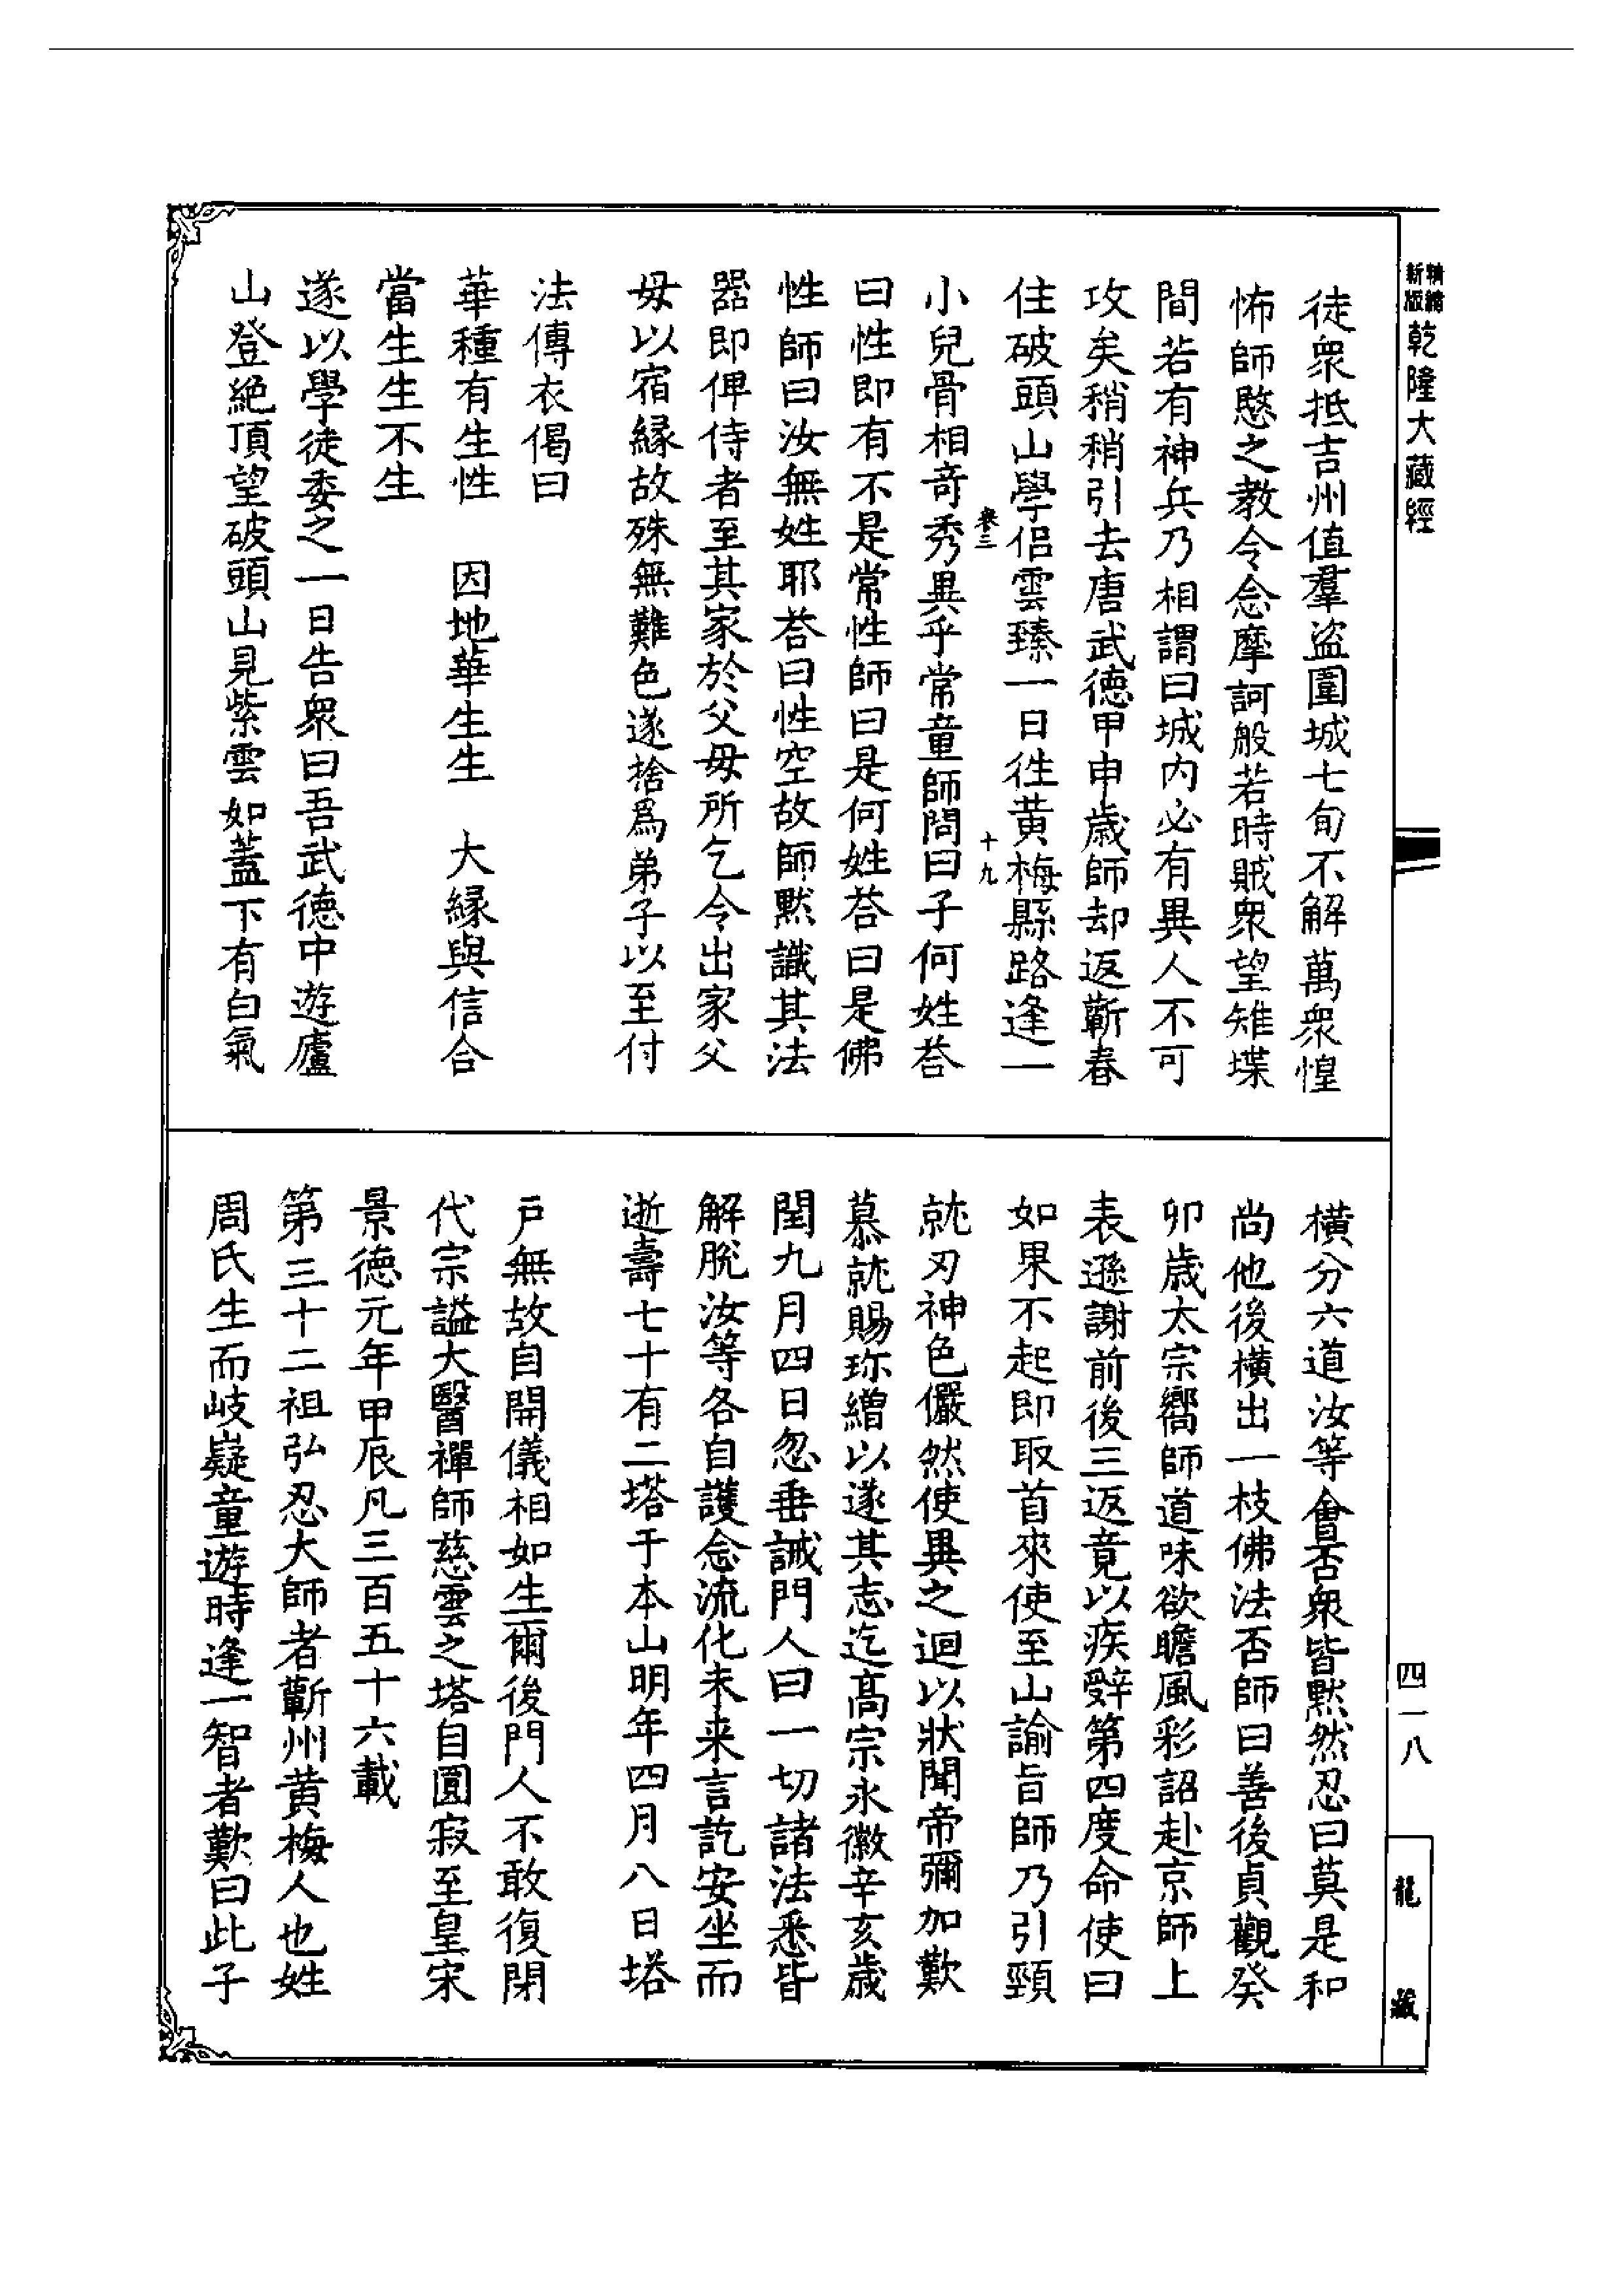 精繕
新版
乾隆大藏經
徒衆抵吉州值羣盜圍城七旬不解萬衆惶
怖師愍之教令念摩訶般若時賊衆望雉堞
間若有神兵乃相謂曰城内必有異人不可
攻矣稍稍引去唐武德甲申歲師却返蘄春
住破頭山學侣雲臻一日徃黃梅縣路逢一
卷三 十九
小兒骨相竒秀異乎常童師問曰子何姓荅
曰性即有不是常性師曰是何姓荅曰是佛
性師曰汝無姓耶荅曰性空故師默識其法
器即俾侍者至其家於父母所乞令出家父
母以宿緣故殊無難色遂捨爲弟子以至付
法傳衣偈曰
華種有生性 因地華生生 大緣與信合
當生生不生
遂以學徒委之一日告衆曰吾武德中遊廬
山登絶頂望破頭山見紫雲如蓋下有白氣
橫分六道汝等會否衆皆默然忍曰莫是和
尚他後橫出一枝佛法否師曰善後貞觀癸
卯歲太宗嚮師道味欲瞻風彩詔赴京師上
表遜謝前後三返竟以疾辭第四度命使曰
如果不起即取首來使至山諭旨師乃引頸
就刃神色儼然使異之迴以狀聞帝彌加歎
慕就賜珎繒以遂其志迄高宗永徽辛亥歲
閏九月四日忽垂誡門人曰一切諸法悉皆
解脫汝等各自護念流化未來言訖安坐而
逝壽七十有二塔于本山明年四月八日塔
戸無故自開儀相如生爾後門人不敢復閉
代宗謚大醫禪師慈雲之塔自圓寂至皇宋
景德元年甲辰凡三百五十六載
第三十二祖弘忍大師者蘄州黃梅人也姓
周氏生而岐嶷童遊時逢一智者歎曰此子
四一八
龍藏